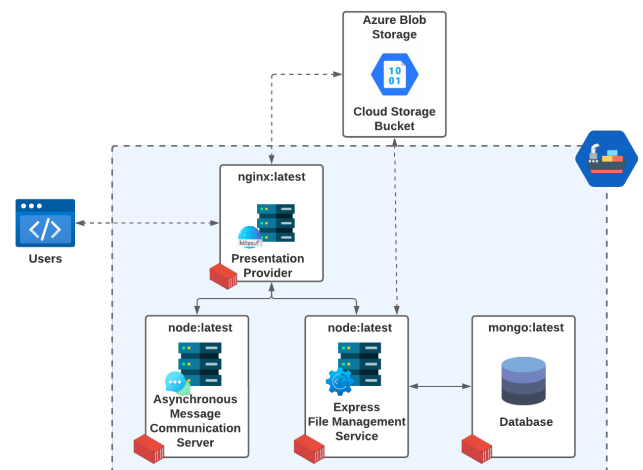 Azure Blob
Storage
10
01
Cloud Storage
Bucket
nginx:latest
https://
Presentation
Provider
Users
node:latest
Asynchronous
Message
Communication
Server
node:latest
Express
File Management
Service
mongo:latest
Database